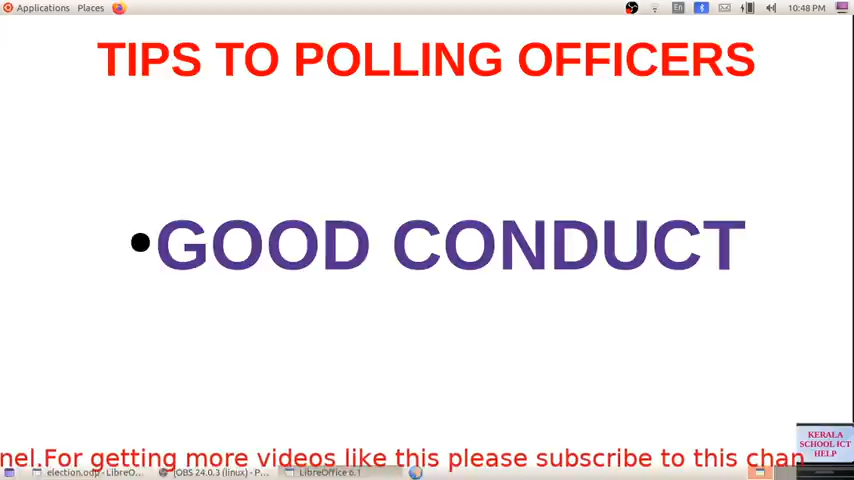 Applications Places En 10:48 PM
TIPS TO POLLING OFFICERS
•GOOD CONDUCT
KERALA
SCHOOL ICT
HELP
nel.For getting more videos like this please subscribe to this chan
election.odp - LibreO... [OBS 24.0.3 (linux) - P... LibreOffice 6.1